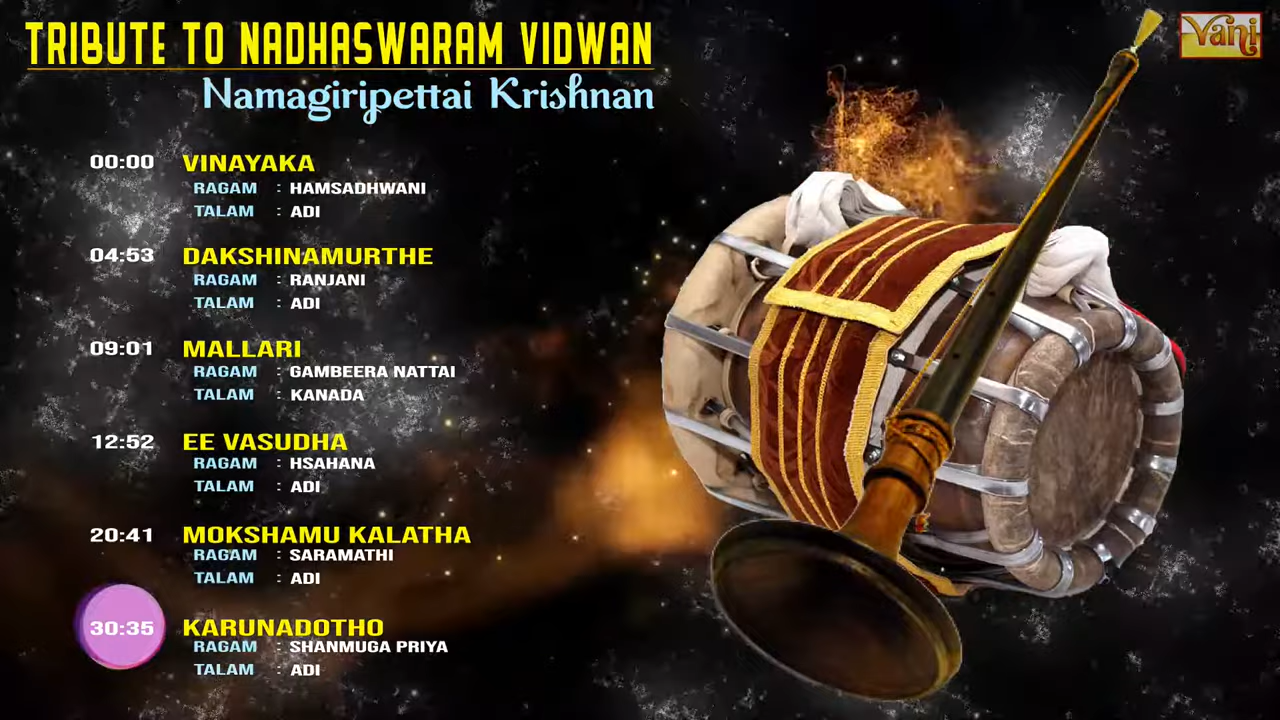 TRIBUTE TO NADHASWARAM VIDWAN
Namagiripettai Krishnan
Vani
00:00 VINAYAKA
RAGAM : HAMSADHWANI
TALAM : ADI
04:53 DAKSHINAMURTHE
RAGAM : RANJANI
TALAM : ADI
09:01 MALLARI
RAGAM : GAMBEERA NATTAI
TALAM : KANADA
12:52 EE VASUDHA
RAGAM : HSAHANA
TALAM : ADI
20:41 MOKSHAMU KALATHA
RAGAM : SARAMATHI
TALAM : ADI
30:35 KARUNADOTHO
RAGAM : SHANMUGA PRIYA
TALAM : ADI